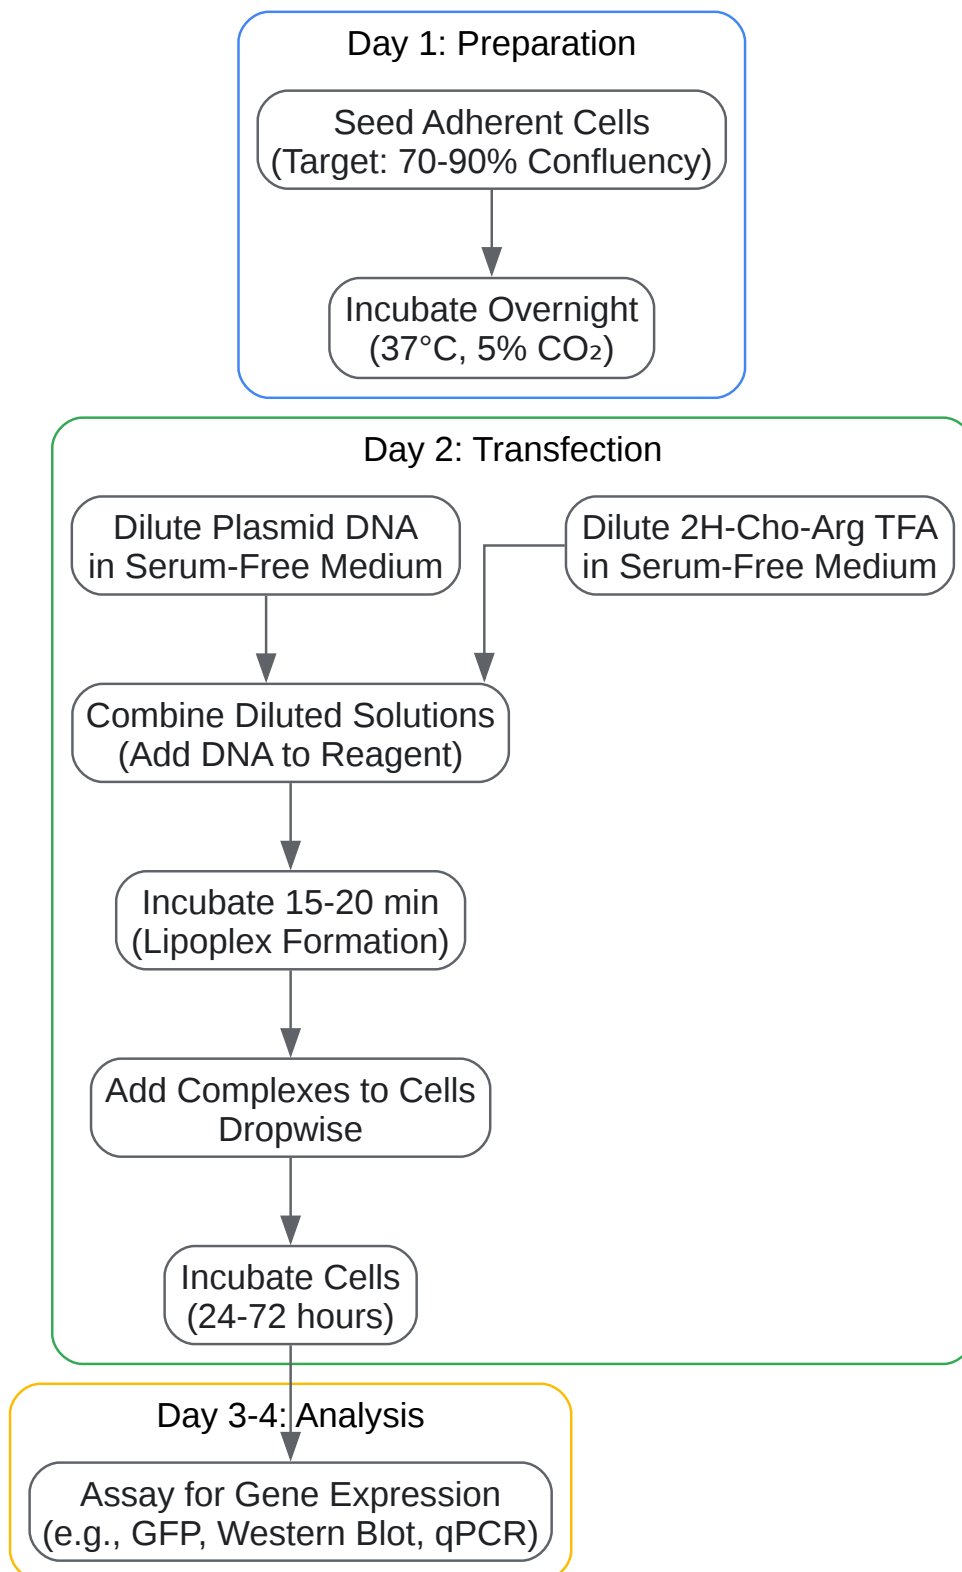 Day 1: Preparation
Seed Adherent Cells
(Target: 70-90% Confluency)
Incubate Overnight
(37°C, 5% CO₂)
Day 2: Transfection
Dilute Plasmid DNA
in Serum-Free Medium
Dilute 2H-Cho-Arg TFA
in Serum-Free Medium
Combine Diluted Solutions
(Add DNA to Reagent)
Incubate 15-20 min
(Lipoplex Formation)
Add Complexes to Cells
Dropwise
Incubate Cells
(24-72 hours)
Day 3-4: Analysis
Assay for Gene Expression
(e.g., GFP, Western Blot, qPCR)